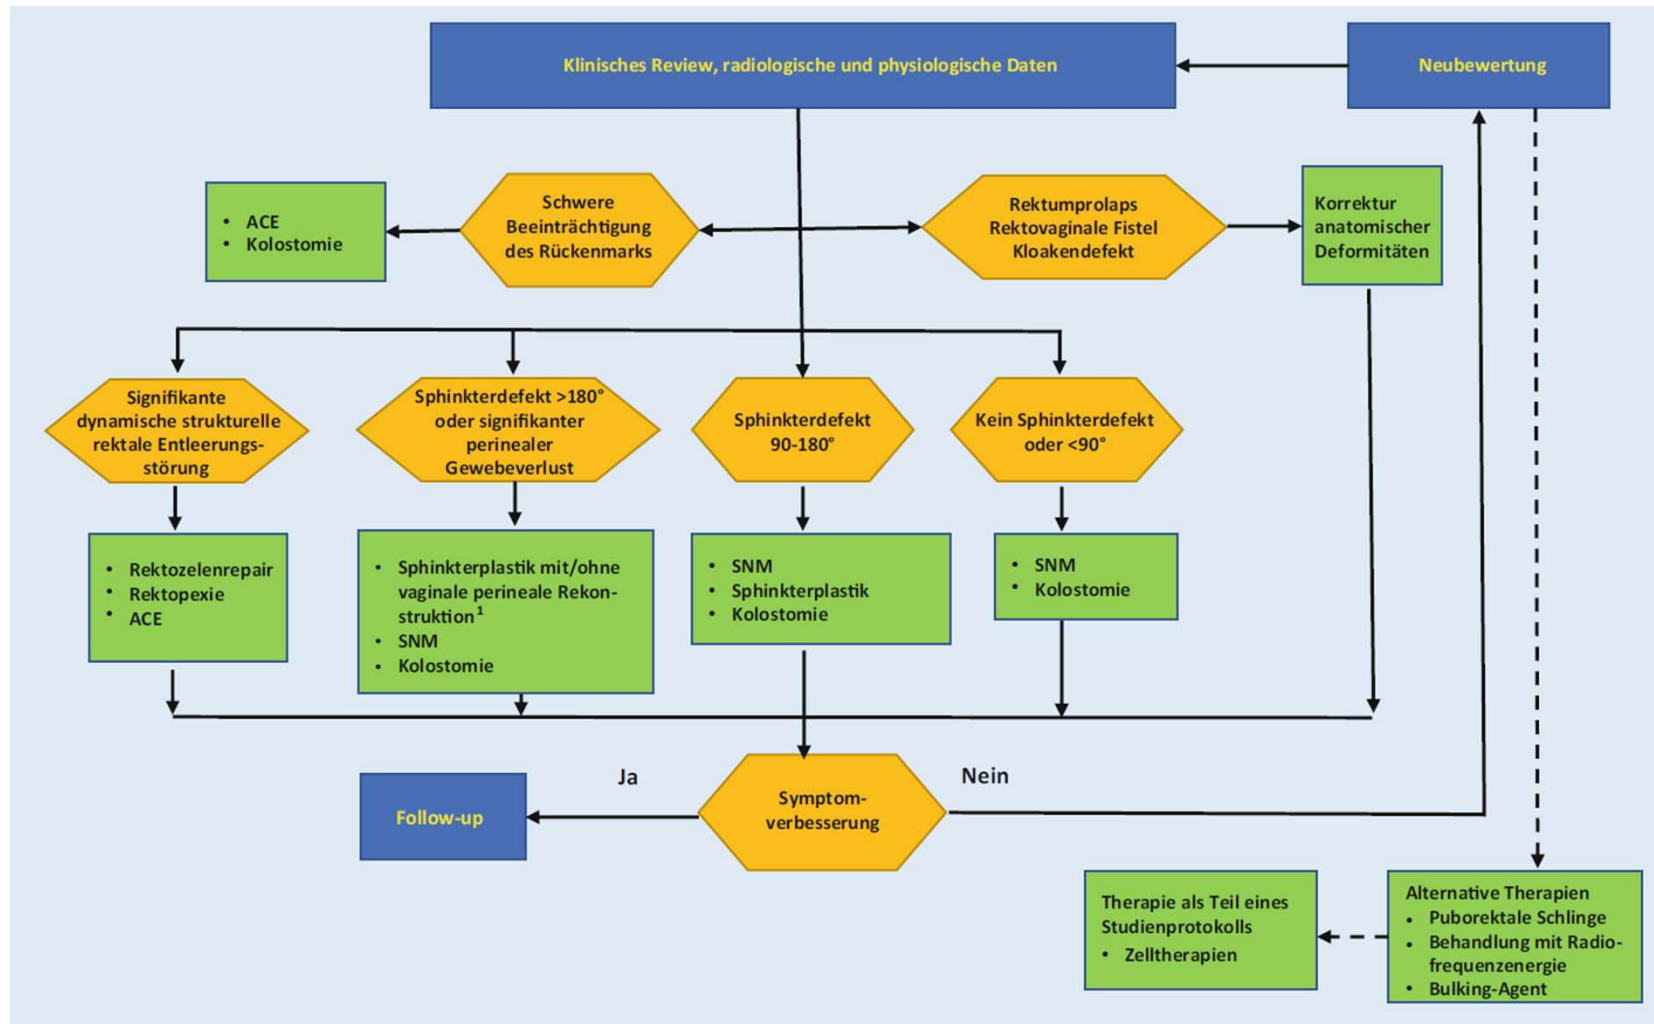 Klinisches Review, radiologische und physiologische Daten
Neubewertung
• ACE
• Kolostomie
Schwere
Beeinträchtigung
des Rückenmarks
Rektumprolaps
Rektovaginale Fistel
Kloakendefekt
Korrektur
anatomischer
Deformitäten
Signifikante
dynamische strukturelle
rektale Entleerungs-
störung
Sphinkterdefekt >180°
oder signifikanter
perinealer
Gewebeverlust
Sphinkterdefekt
90-180°
Kein Sphinkterdefekt
oder <90°
• Rektozelenrepair
• Rektopexie
• ACE
• Sphinkterplastik mit/ohne
vaginale perineale Rekon-
struktion¹
• SNM
• Kolostomie
• SNM
• Sphinkterplastik
• Kolostomie
• SNM
• Kolostomie
Ja
Nein
Symptom-
verbesserung
Follow-up
Therapie als Teil eines
Studienprotokolls
• Zelltherapien
Alternative Therapien
• Puborektale Schlinge
• Behandlung mit Radio-
frequenzenergie
• Bulking-Agent